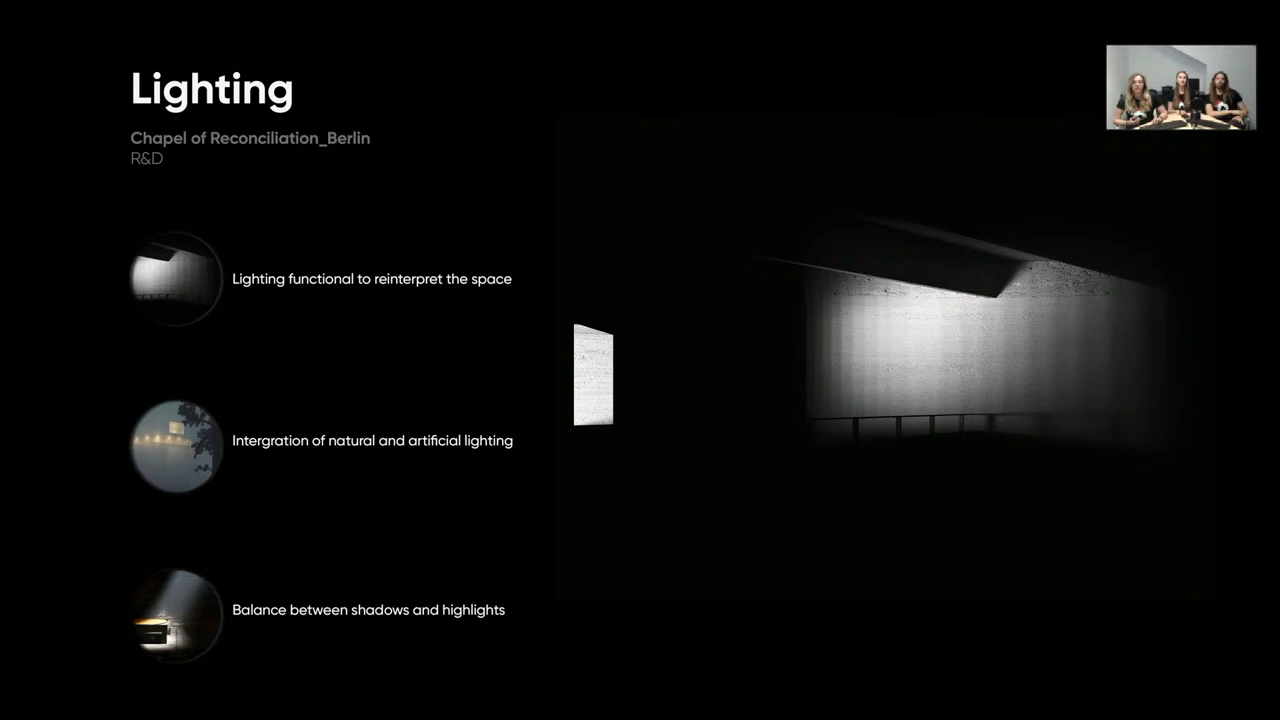 Lighting
Chapel of Reconciliation_Berlin
R&D
Lighting functional to reinterpret the space
Intergration of natural and artificial lighting
Balance between shadows and highlights